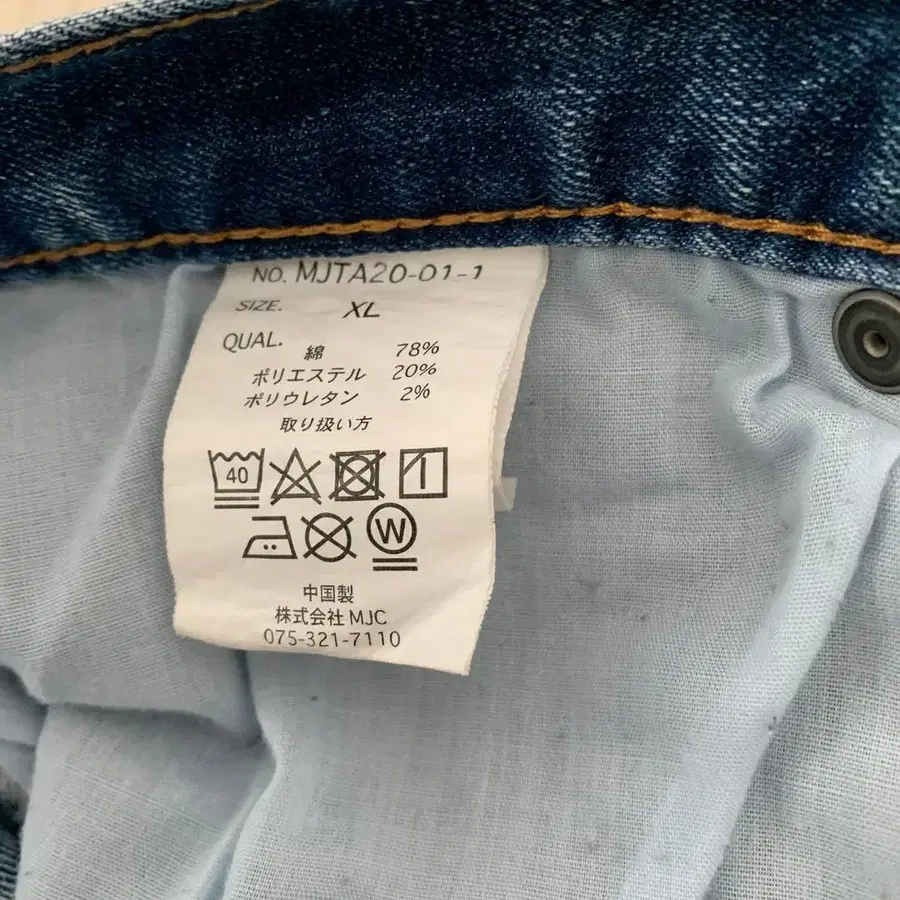 NO. MJTA20-01-1
SIZE. XL
QUAL.
綿 78%
ポリエステル 20%
ポリウレタン 2%
取り扱い方
40
W
中国製
株式会社 MJC
075-321-7110